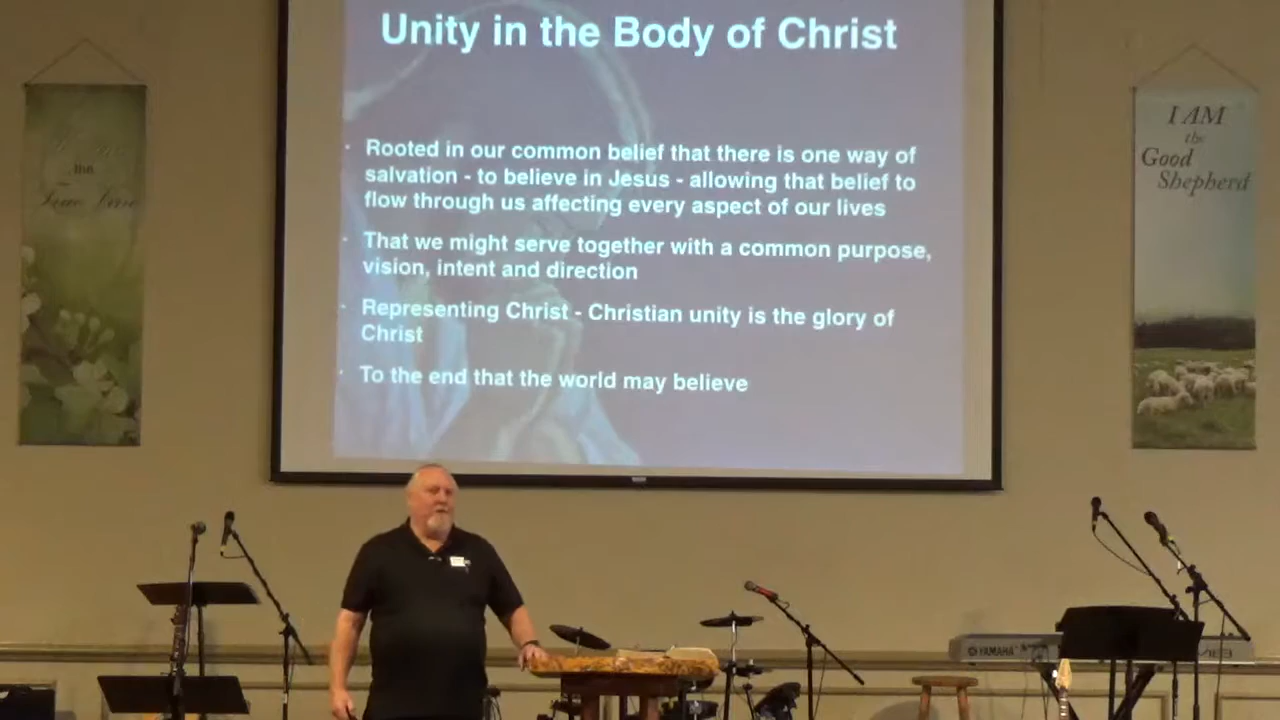 Unity in the Body of Christ
Rooted in our common belief that there is one way of
salvation - to believe in Jesus - allowing that belief to
flow through us affecting every aspect of our lives
That we might serve together with a common purpose,
vision, intent and direction
Representing Christ - Christian unity is the glory of
Christ
To the end that the world may believe
the
I AM
the
Good
Shepherd
YAMAHA